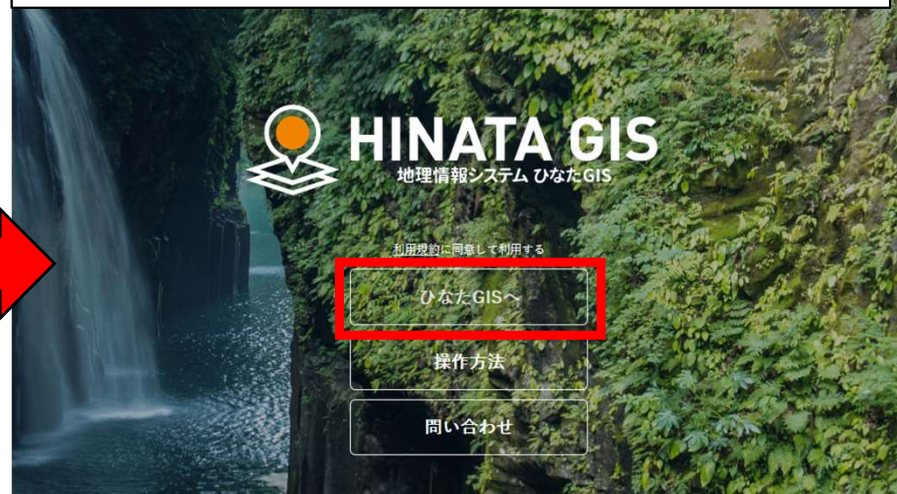 HINATA GIS
地理情報システム ひなたGIS
利用規約に同意して利用する
ひなたGISへ
操作方法
問い合わせ